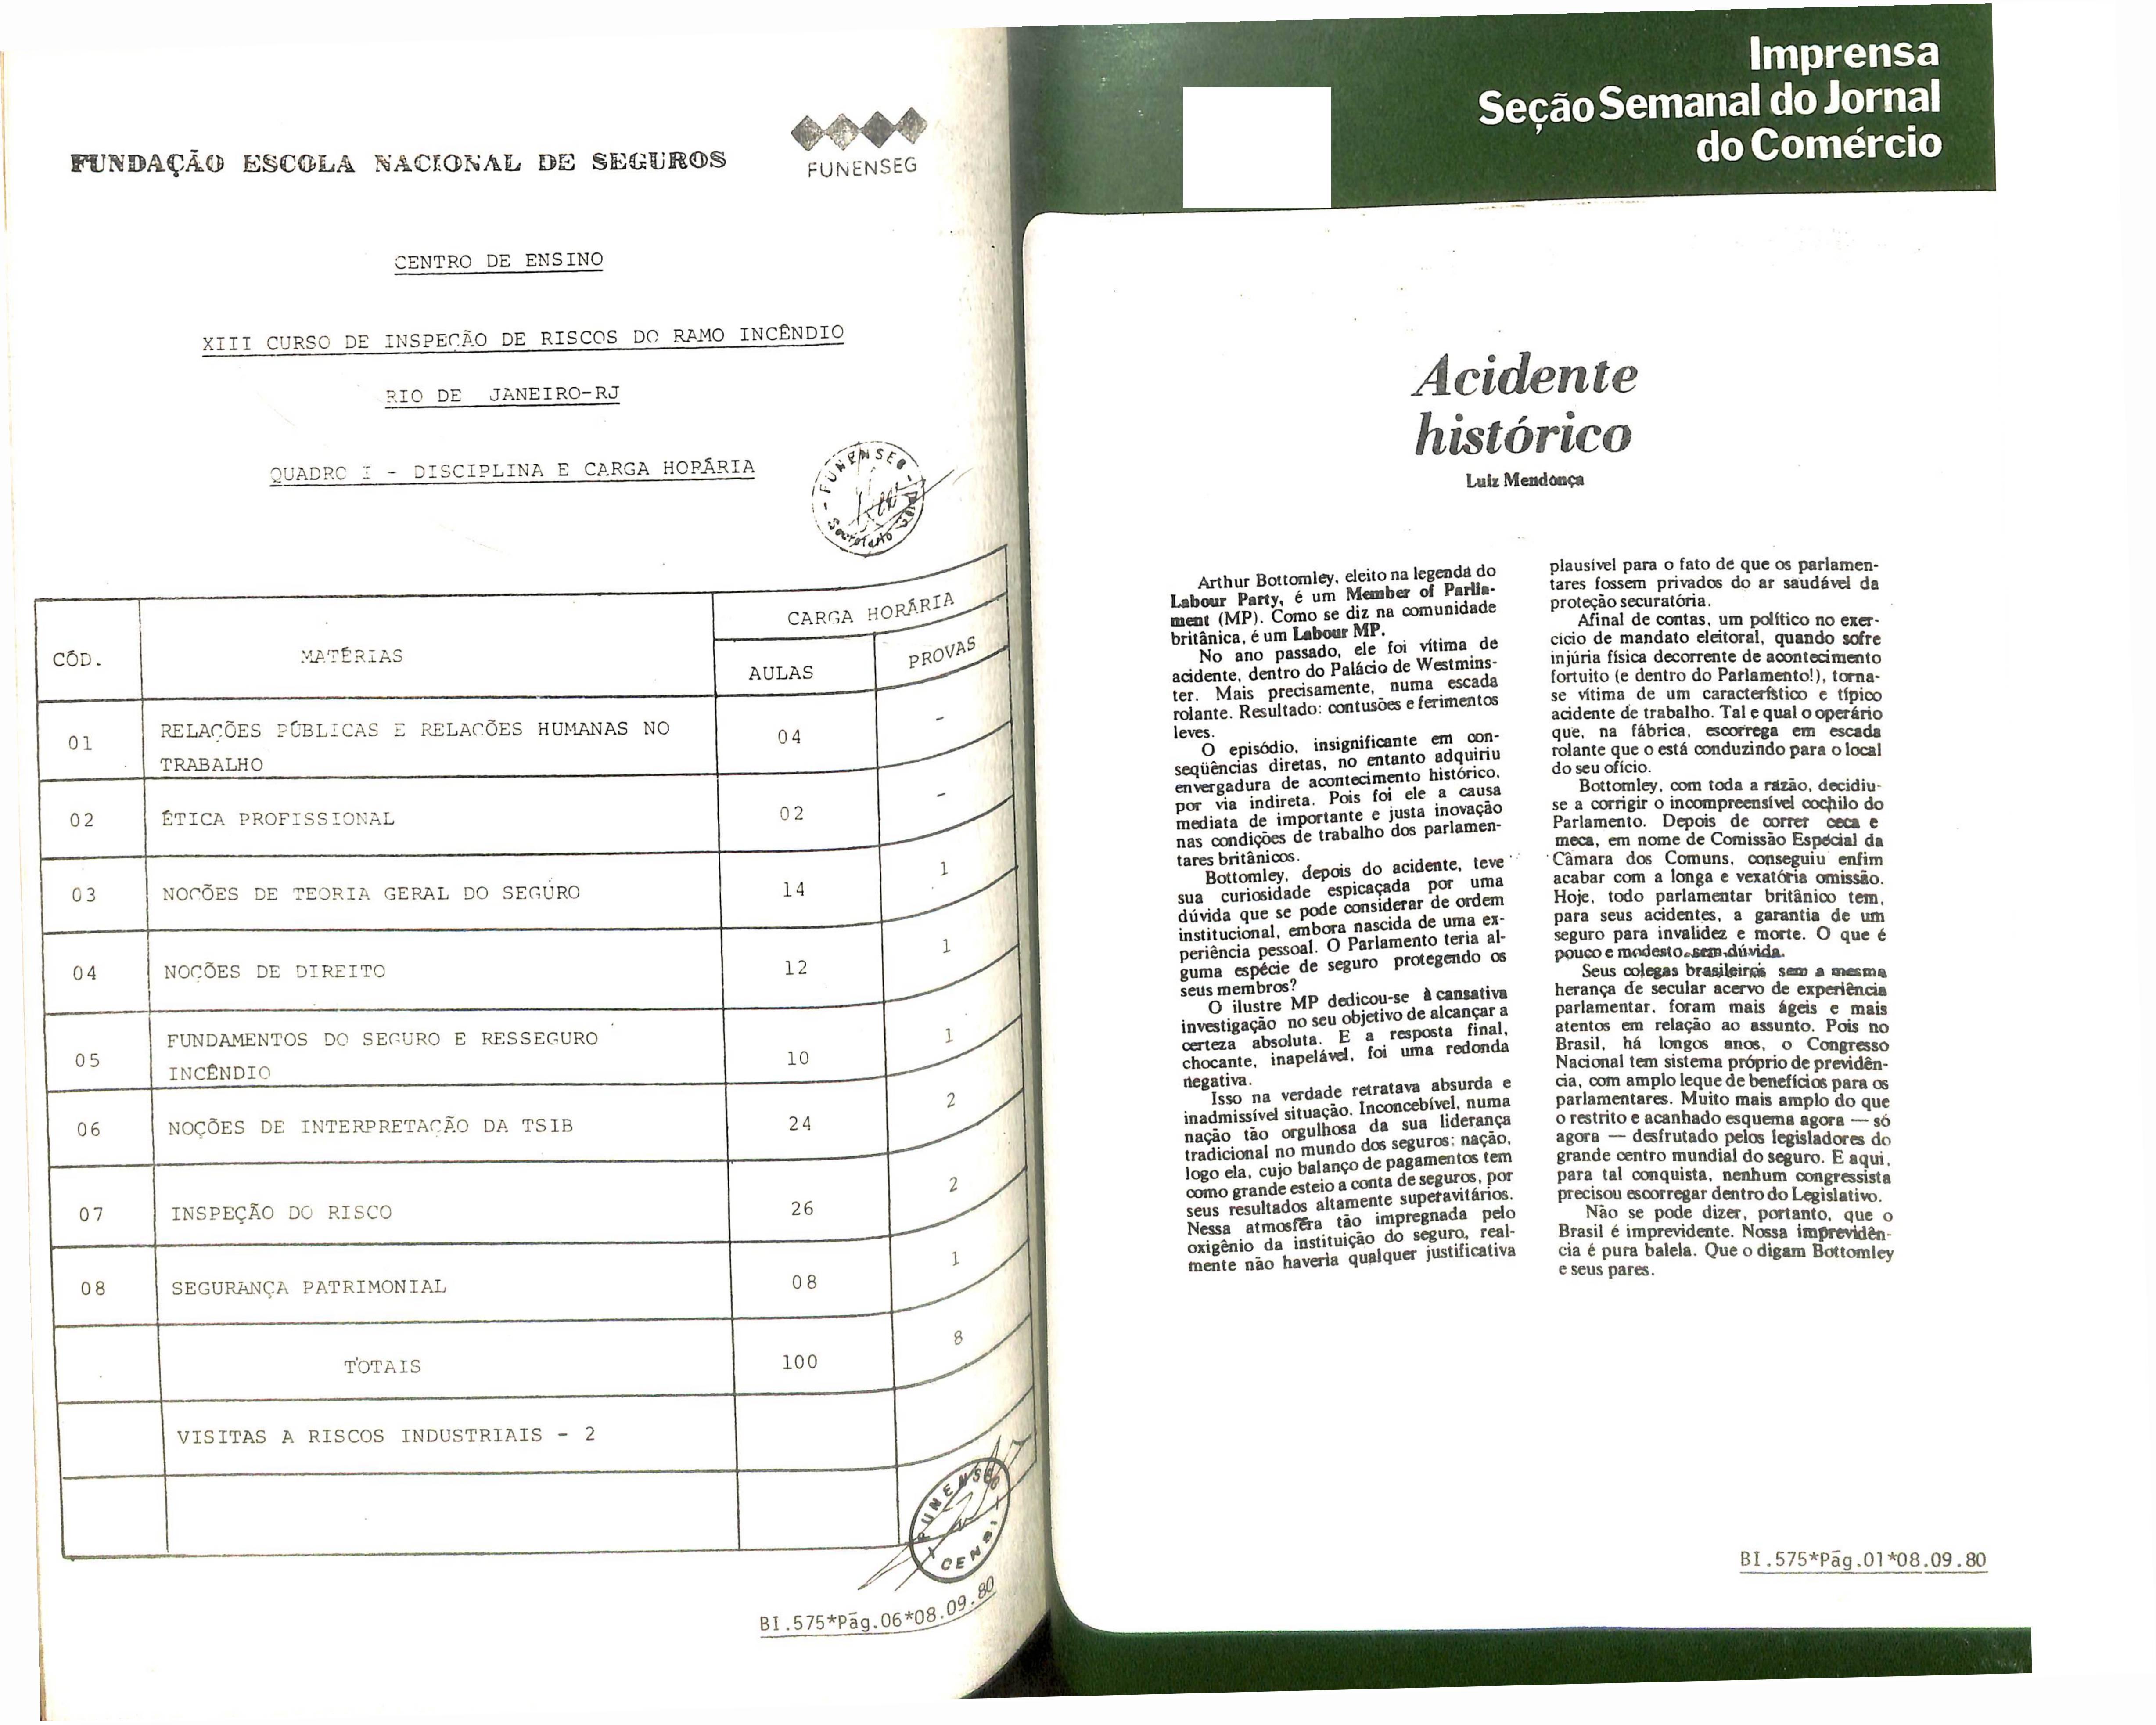 FUNDAÇÃO ESCOLA NACIONAL DE SEGUROS
FUNENSEG
CENTRO DE ENSINO
XIII CURSO DE INSPEÇÃO DE RISCOS DO RAMO INCÊNDIO
RIO DE JANEIRO-RJ
QUADRO I - DISCIPLINA E CARGA HORÁRIA
FUNENSEG
CÓD.
MATÉRIAS
CARGA HORÁRIA
AULAS
PROVAS
01 RELAÇÕES PÚBLICAS E RELAÇÕES HUMANAS NO
TRABALHO
04 -
02 ÉTICA PROFISSIONAL 02 -
03 NOÇÕES DE TEORIA GERAL DO SEGURO 14 1
04 NOÇÕES DE DIREITO 12 1
05 FUNDAMENTOS DO SEGURO E RESSEGURO
INCÊNDIO
10 1
06 NOÇÕES DE INTERPRETAÇÃO DA TSIB 24 2
07 INSPEÇÃO DO RISCO 26 2
08 SEGURANÇA PATRIMONIAL 08 1
TOTAIS 100 8
VISITAS A RISCOS INDUSTRIAIS - 2
FUNENSEG
BI.575*Pág.06*08.09.80
Imprensa
Seção Semanal do Jornal
do Comércio
Acidente
histórico
Luiz Mendonça
Arthur Bottomley, eleito na legenda do
Labour Party, é um Member of Parlia-
ment (MP). Como se diz na comunidade
britânica, é um Labour MP.
No ano passado, ele foi vítima de
acidente, dentro do Palácio de Westmins-
ter. Mais precisamente, numa escada
rolante. Resultado: contusões e ferimentos
leves.
O episódio, insignificante em con-
seqüências diretas, no entanto adquiriu
envergadura de acontecimento histórico,
por via indireta. Pois foi ele a causa
mediata de importante e justa inovação
nas condições de trabalho dos parlamen-
tares britânicos.
Bottomley, depois do acidente, teve
sua curiosidade espicaçada por uma
dúvida que se pode considerar de ordem
institucional, embora nascida de uma ex-
periência pessoal. O Parlamento teria al-
guma espécie de seguro protegendo os
seus membros?
O ilustre MP dedicou-se à cansativa
investigação no seu objetivo de alcançar a
certeza absoluta. E a resposta final,
chocante, inapelável, foi uma redonda
negativa.
Isso na verdade retratava absurda e
inadmissível situação. Inconcebível, numa
nação tão orgulhosa da sua liderança
tradicional no mundo dos seguros; nação,
logo ela, cujo balanço de pagamentos tem
como grande esteio a conta de seguros, por
seus resultados altamente superavitários.
Nessa atmosfera tão impregnada pelo
oxigênio da instituição do seguro, real-
mente não haveria qualquer justificativa
plausível para o fato de que os parlamen-
tares fossem privados do ar saudável da
proteção securatória.
Afinal de contas, um político no exer-
cício de mandato eleitoral, quando sofre
injúria física decorrente de acontecimento
fortuito (e dentro do Parlamento!), torna-
se vítima de um característico e típico
acidente de trabalho. Tal e qual o operário
que, na fábrica, escorrega em escada
rolante que o está conduzindo para o local
do seu ofício.
Bottomley, com toda a razão, decidiu-
se a corrigir o incompreensível cochilo do
Parlamento. Depois de correr ceca e
meca, em nome de Comissão Especial da
Câmara dos Comuns, conseguiu enfim
acabar com a longa e vexatória omissão.
Hoje, todo parlamentar britânico tem,
para seus acidentes, a garantia de um
seguro para invalidez e morte. O que é
pouco e modesto, sem dúvida.
Seus colegas brasileiros sem a mesma
herança de secular acervo de experiência
parlamentar, foram mais ágeis e mais
atentos em relação ao assunto. Pois no
Brasil, há longos anos, o Congresso
Nacional tem sistema próprio de previdên-
cia, com amplo leque de benefícios para os
parlamentares. Muito mais amplo do que
o restrito e acanhado esquema agora — só
agora — desfrutado pelos legisladores do
grande centro mundial do seguro. E aqui,
para tal conquista, nenhum congressista
precisou escorregar dentro do Legislativo.
Não se pode dizer, portanto, que o
Brasil é imprevidente. Nossa imprevidên-
cia é pura balela. Que o digam Bottomley
e seus pares.
BI.575*Pág.01*08.09.80